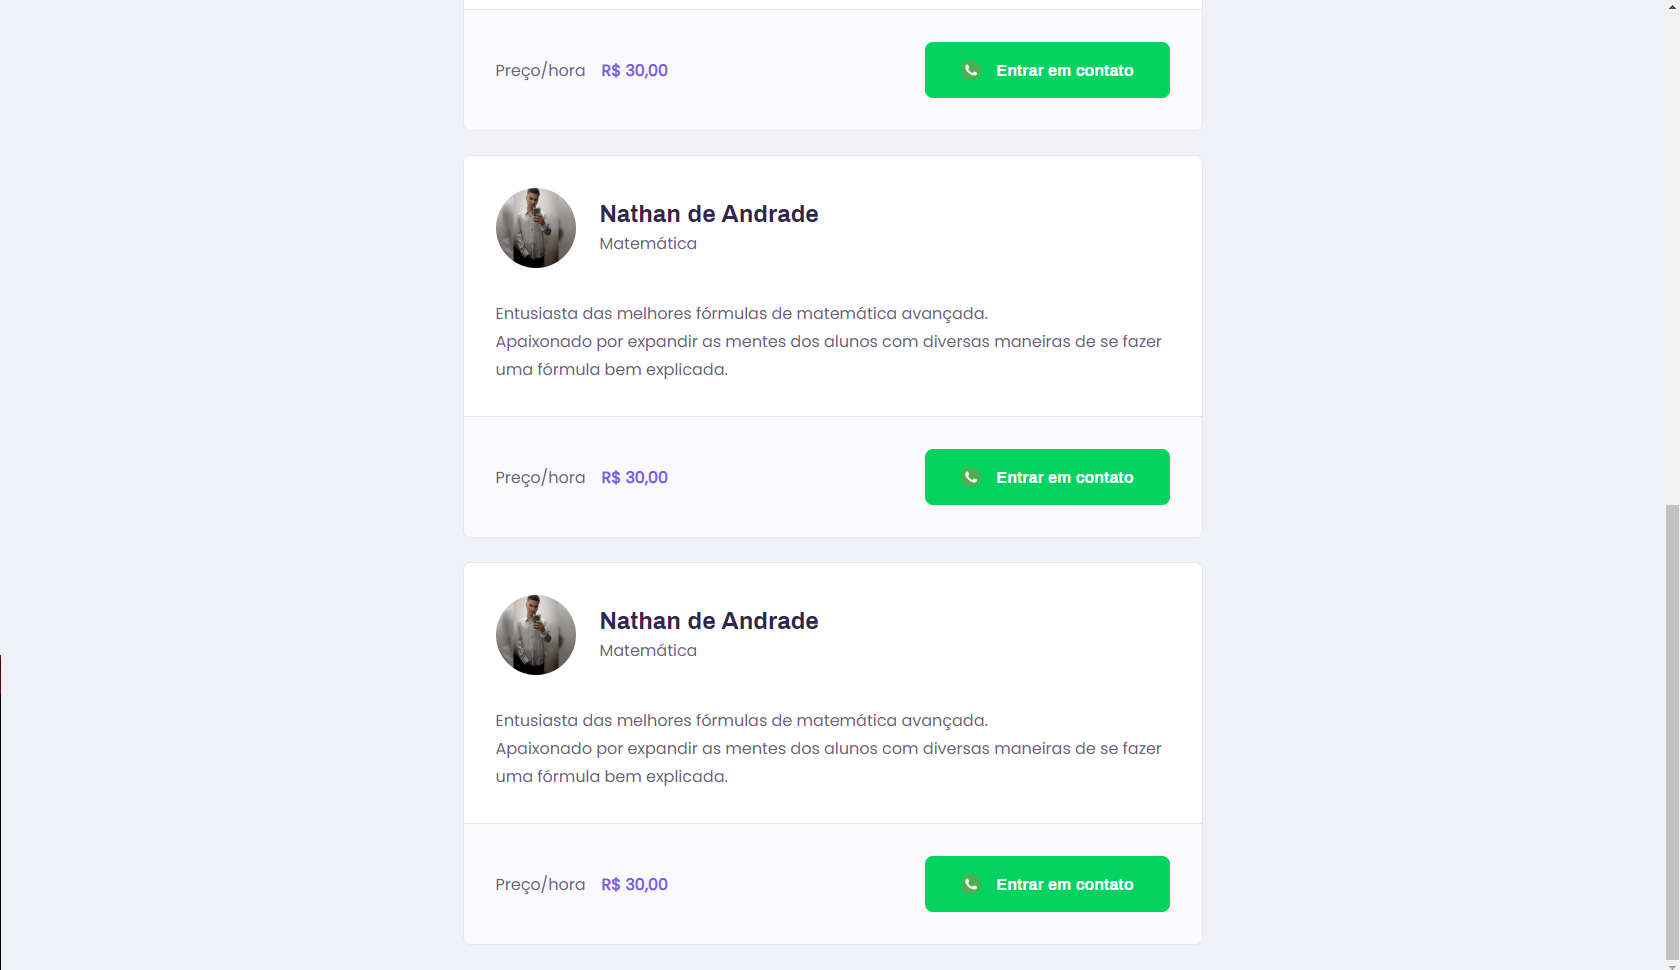 Preço/hora R$ 30,00 Entrar em contato
Nathan de Andrade
Matemática
Entusiasta das melhores fórmulas de matemática avançada.
Apaixonado por expandir as mentes dos alunos com diversas maneiras de se fazer
uma fórmula bem explicada.
Preço/hora R$ 30,00 Entrar em contato
Nathan de Andrade
Matemática
Entusiasta das melhores fórmulas de matemática avançada.
Apaixonado por expandir as mentes dos alunos com diversas maneiras de se fazer
uma fórmula bem explicada.
Preço/hora R$ 30,00 Entrar em contato